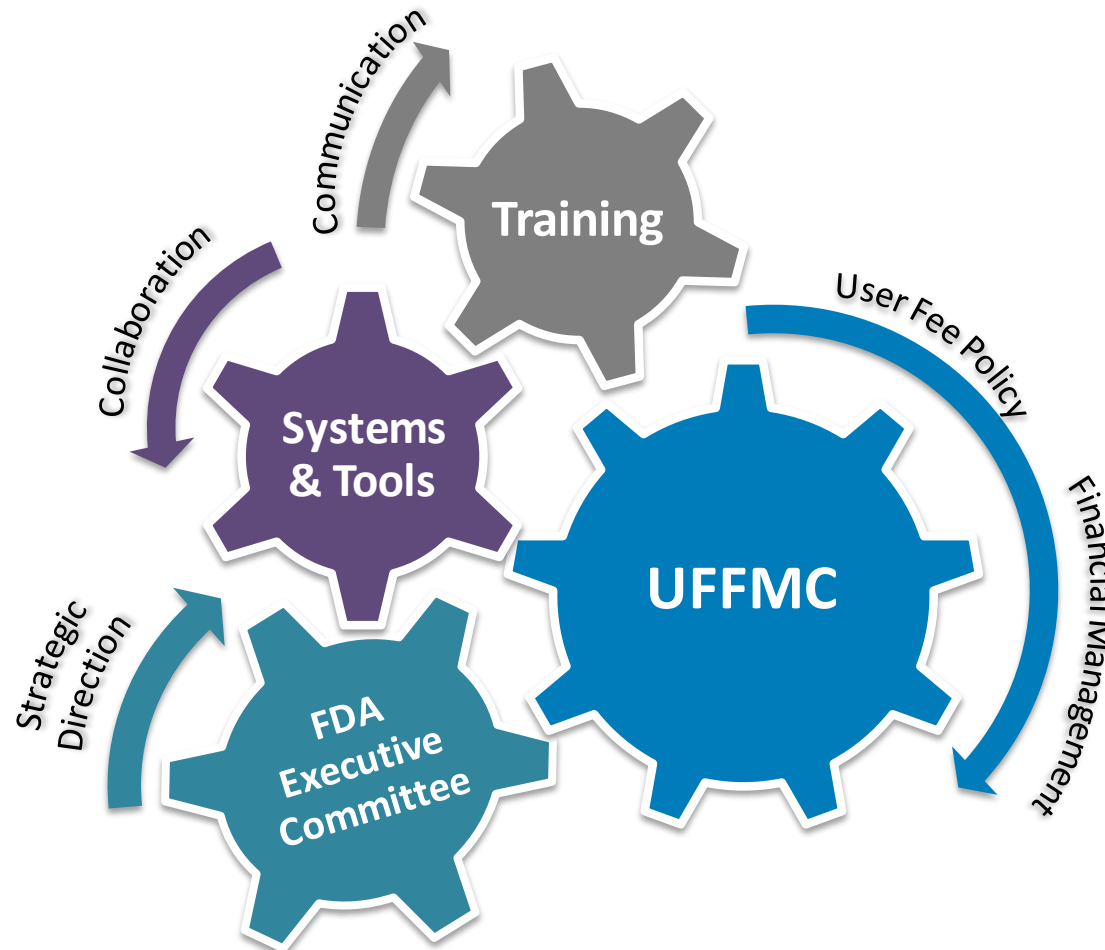 Communication
Training
Collaboration
User Fee Policy
Systems
& Tools
Financial Management
UFFMC
Strategic
Direction
FDA
Executive
Committee